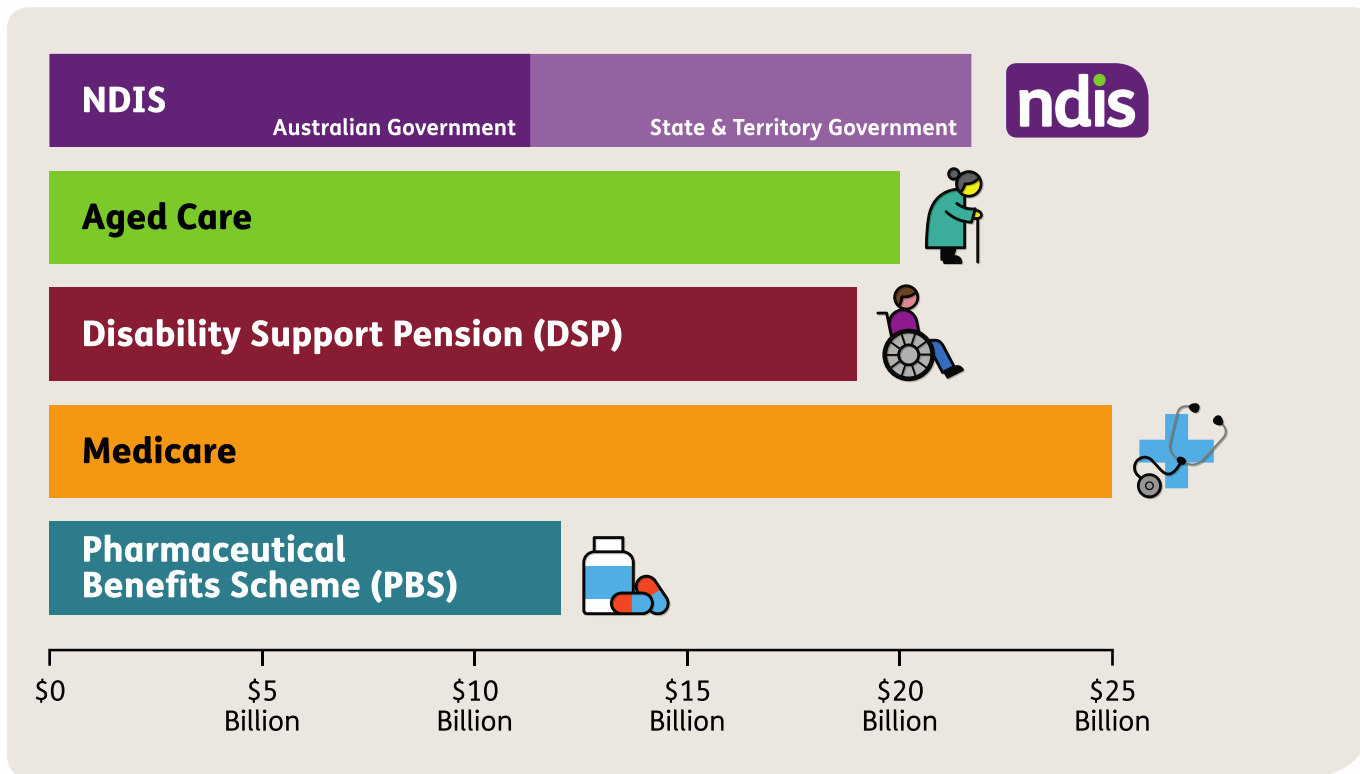 NDIS
Australian Government
State & Territory Government
ndis
Aged Care
Disability Support Pension (DSP)
Medicare
Pharmaceutical
Benefits Scheme (PBS)
$0
$5
Billion
$10
Billion
$15
Billion
$20
Billion
$25
Billion